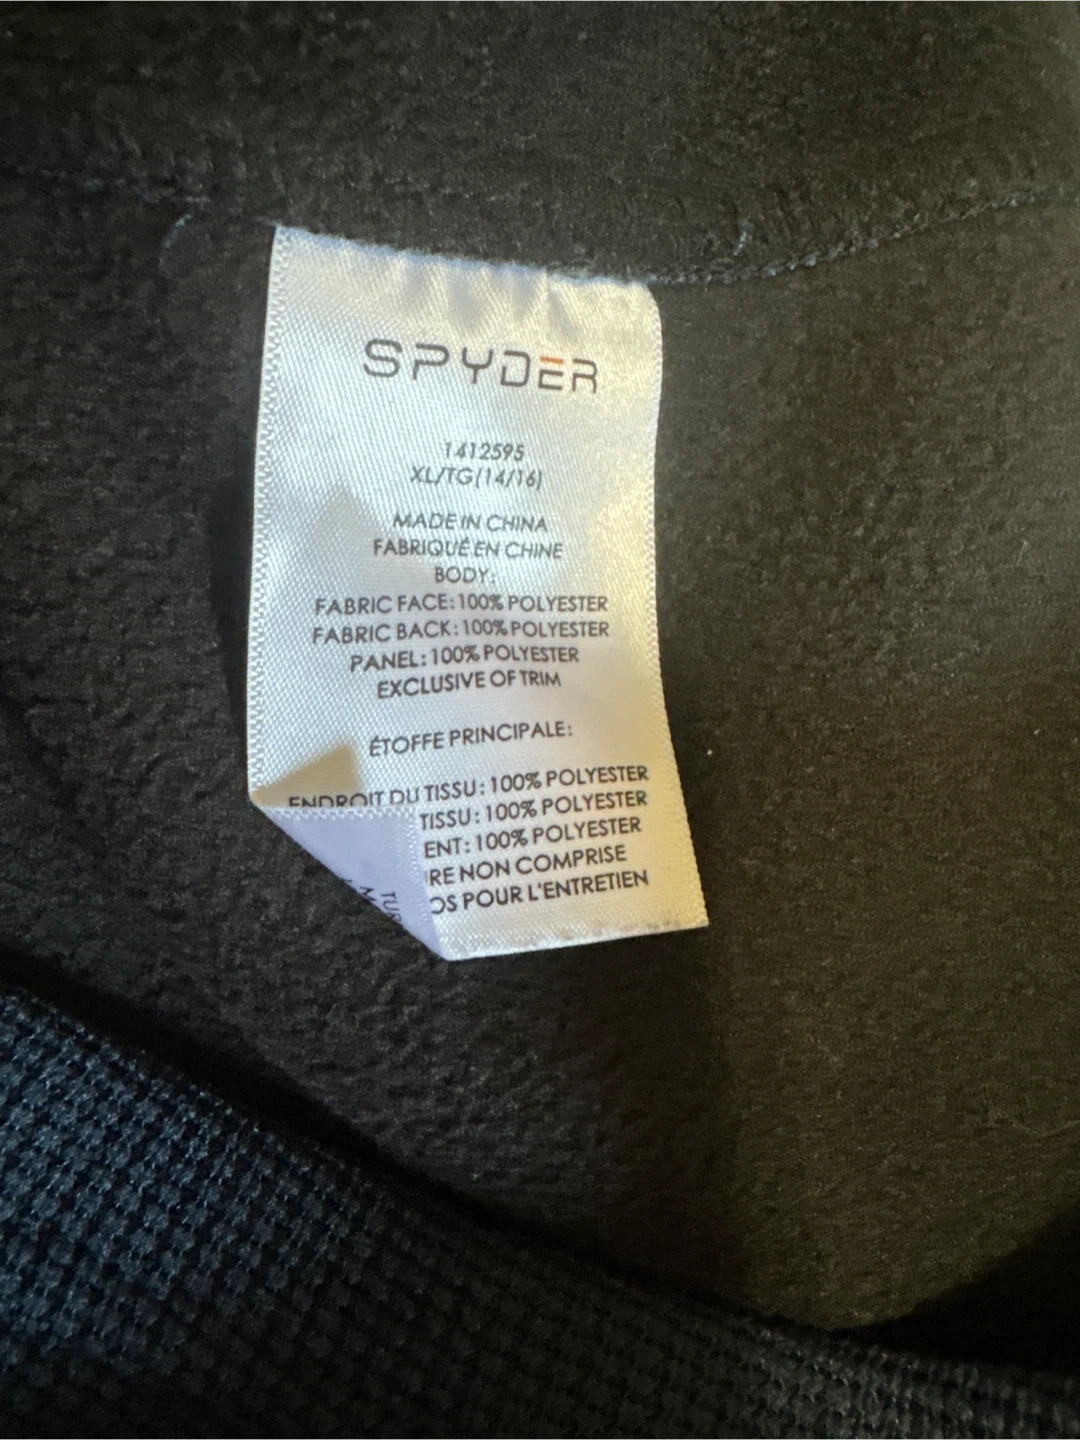 SPYDER
1412595
XL/TG(14/16)
MADE IN CHINA
FABRIQUÉ EN CHINE
BODY:
FABRIC FACE:100% POLYESTER
FABRIC BACK:100% POLYESTER
PANEL:100% POLYESTER
EXCLUSIVE OF TRIM
ÉTOFFE PRINCIPALE:
ENDROIT DU TISSU: 100% POLYESTER
TISSU: 100% POLYESTER
ENT: 100% POLYESTER
RE NON COMPRISE
OS POUR L'ENTRETIEN